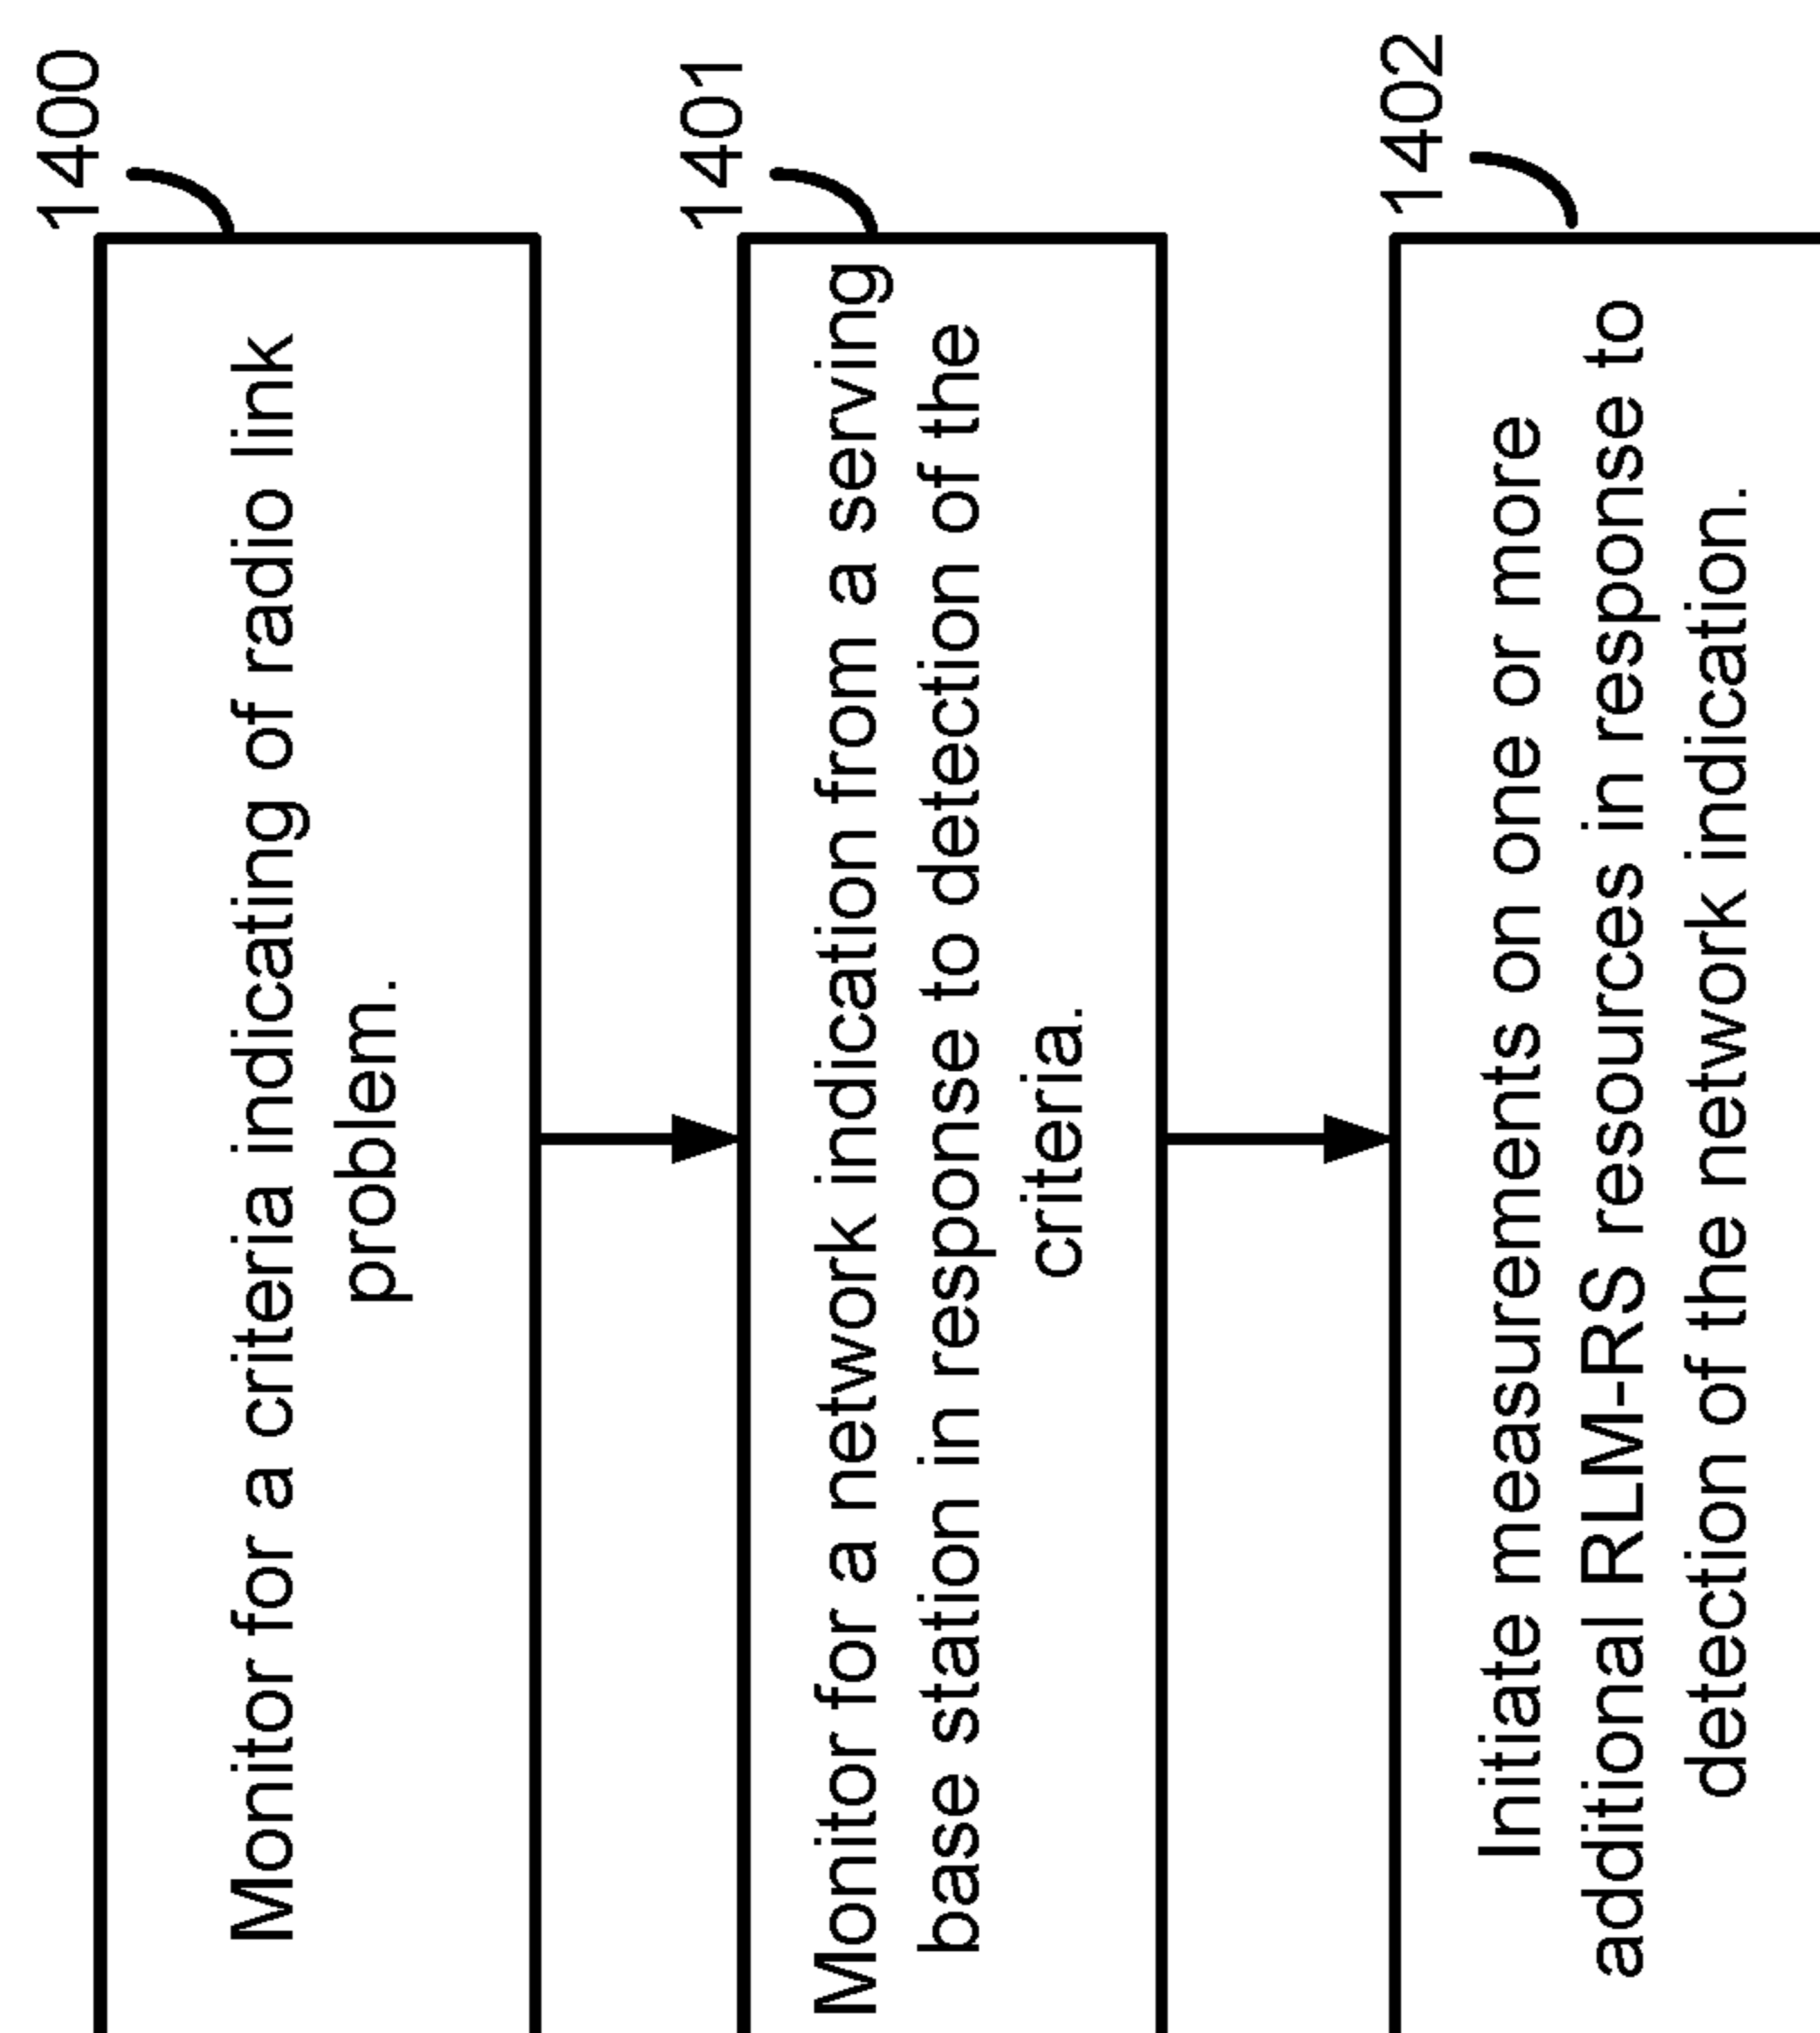 1400
Monitor for a criteria indicating of radio link
problem.
1401
Monitor for a network indication from a serving
base station in response to detection of the
criteria.
1402
Initiate measurements on one or more
additional RLM-RS resources in response to
detection of the network indication.